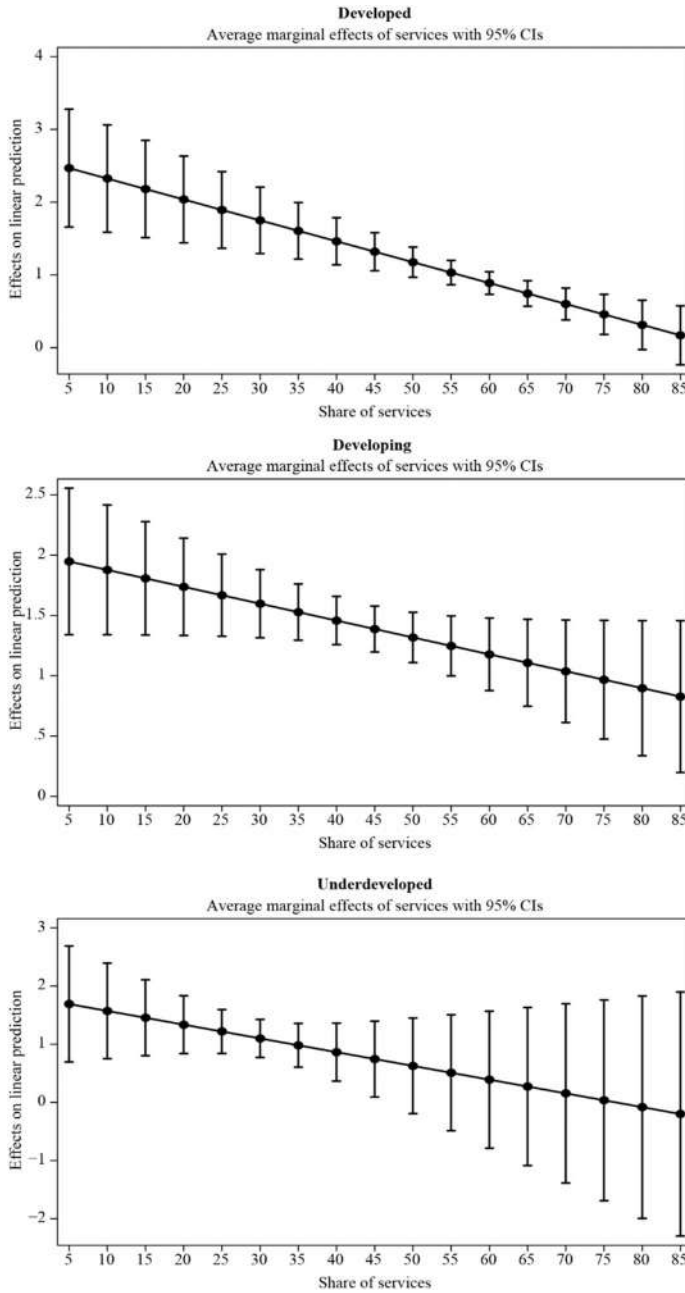 Developed
Average marginal effects of services with 95% CIs
Effects on linear prediction
4
3
2
1
0
5 10 15 20 25 30 35 40 45 50 55 60 65 70 75 80 85
Share of services
Developing
Average marginal effects of services with 95% CIs
Effects on linear prediction
2.5
2
1.5
1
.5
0
5 10 15 20 25 30 35 40 45 50 55 60 65 70 75 80 85
Share of services
Underdeveloped
Average marginal effects of services with 95% CIs
Effects on linear prediction
3
2
1
0
−1
−2
5 10 15 20 25 30 35 40 45 50 55 60 65 70 75 80 85
Share of services